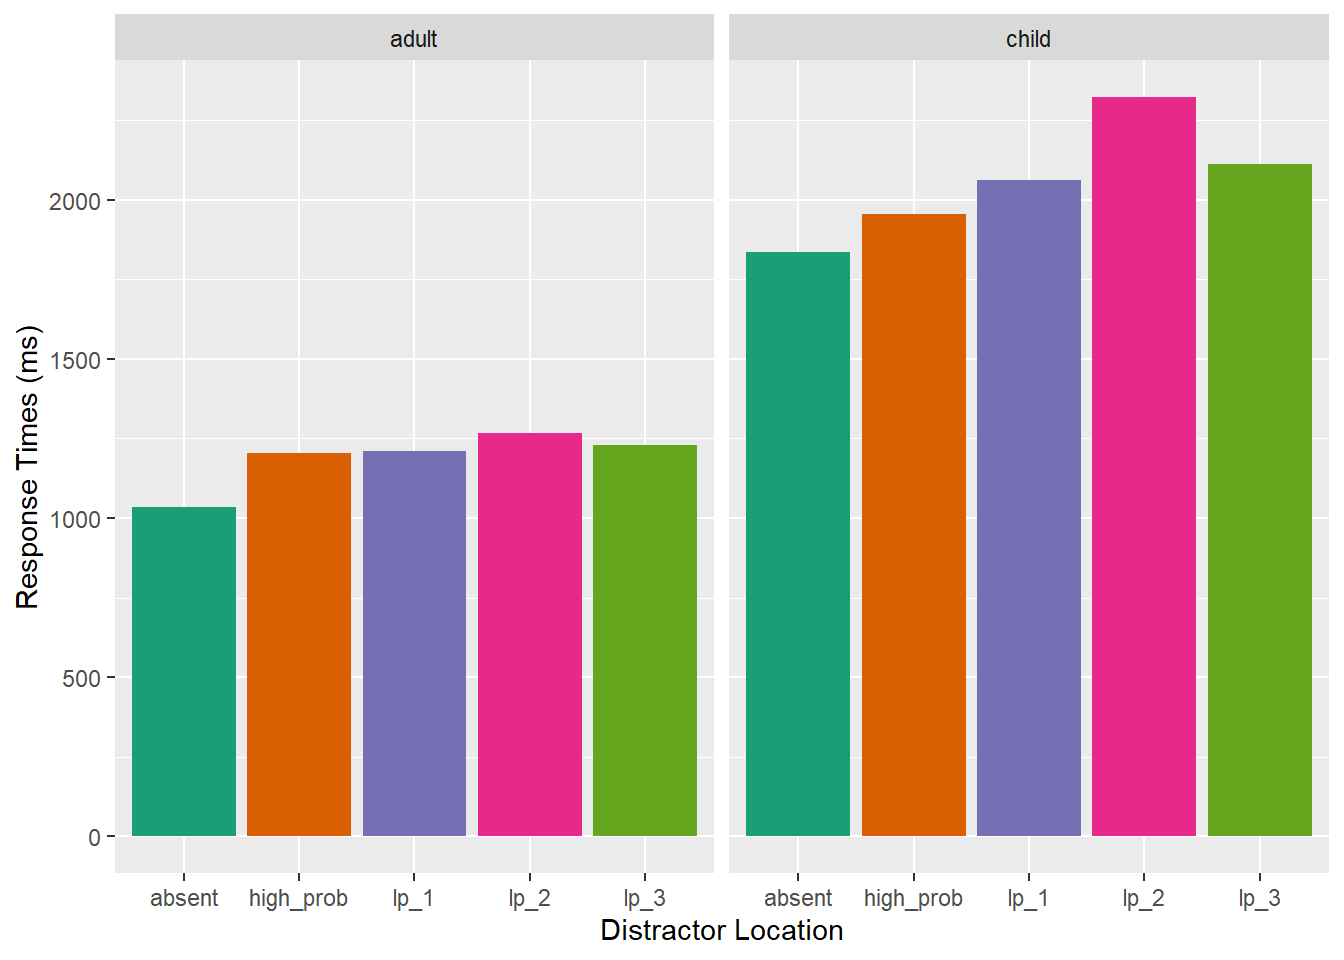 adult
child
Response Times (ms)
2000
1500
1000
500
0
absent high_prob lp_1 lp_2 lp_3
absent high_prob lp_1 lp_2 lp_3
Distractor Location